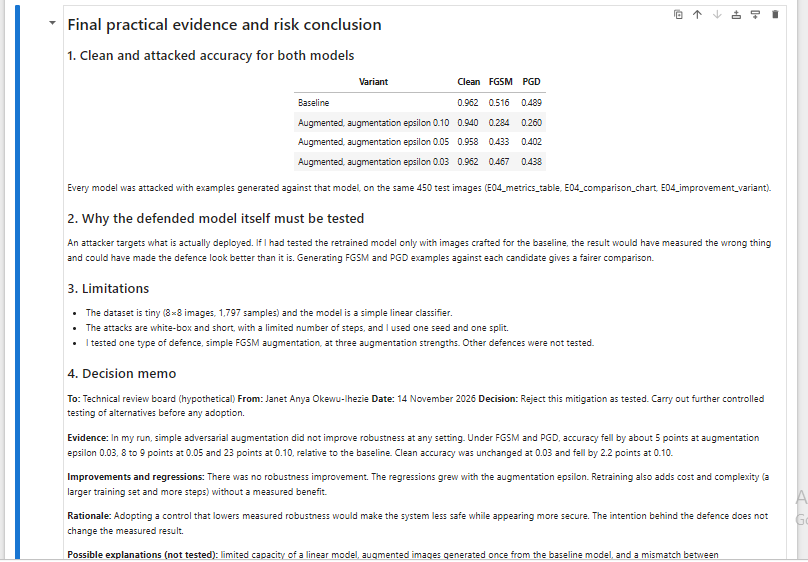 Final practical evidence and risk conclusion
1. Clean and attacked accuracy for both models
Variant Clean FGSM PGD
Baseline 0.962 0.516 0.489
Augmented, augmentation epsilon 0.10 0.940 0.284 0.260
Augmented, augmentation epsilon 0.05 0.958 0.433 0.402
Augmented, augmentation epsilon 0.03 0.962 0.467 0.438
Every model was attacked with examples generated against that model, on the same 450 test images (E04_metrics_table, E04_comparison_chart, E04_improvement_variant).
2. Why the defended model itself must be tested
An attacker targets what is actually deployed. If I had tested the retrained model only with images crafted for the baseline, the result would have measured the wrong thing
and could have made the defence look better than it is. Generating FGSM and PGD examples against each candidate gives a fairer comparison.
3. Limitations
• The dataset is tiny (8×8 images, 1,797 samples) and the model is a simple linear classifier.
• The attacks are white-box and short, with a limited number of steps, and I used one seed and one split.
• I tested one type of defence, simple FGSM augmentation, at three augmentation strengths. Other defences were not tested.
4. Decision memo
To: Technical review board (hypothetical) From: Janet Anya Okewu-Ihezie Date: 14 November 2026 Decision: Reject this mitigation as tested. Carry out further controlled
testing of alternatives before any adoption.
Evidence: In my run, simple adversarial augmentation did not improve robustness at any setting. Under FGSM and PGD, accuracy fell by about 5 points at augmentation
epsilon 0.03, 8 to 9 points at 0.05 and 23 points at 0.10, relative to the baseline. Clean accuracy was unchanged at 0.03 and fell by 2.2 points at 0.10.
Improvements and regressions: There was no robustness improvement. The regressions grew with the augmentation epsilon. Retraining also adds cost and complexity (a
larger training set and more steps) without a measured benefit.
Rationale: Adopting a control that lowers measured robustness would make the system less safe while appearing more secure. The intention behind the defence does not
change the measured result.
Possible explanations (not tested): limited capacity of a linear model, augmented images generated once from the baseline model, and a mismatch between